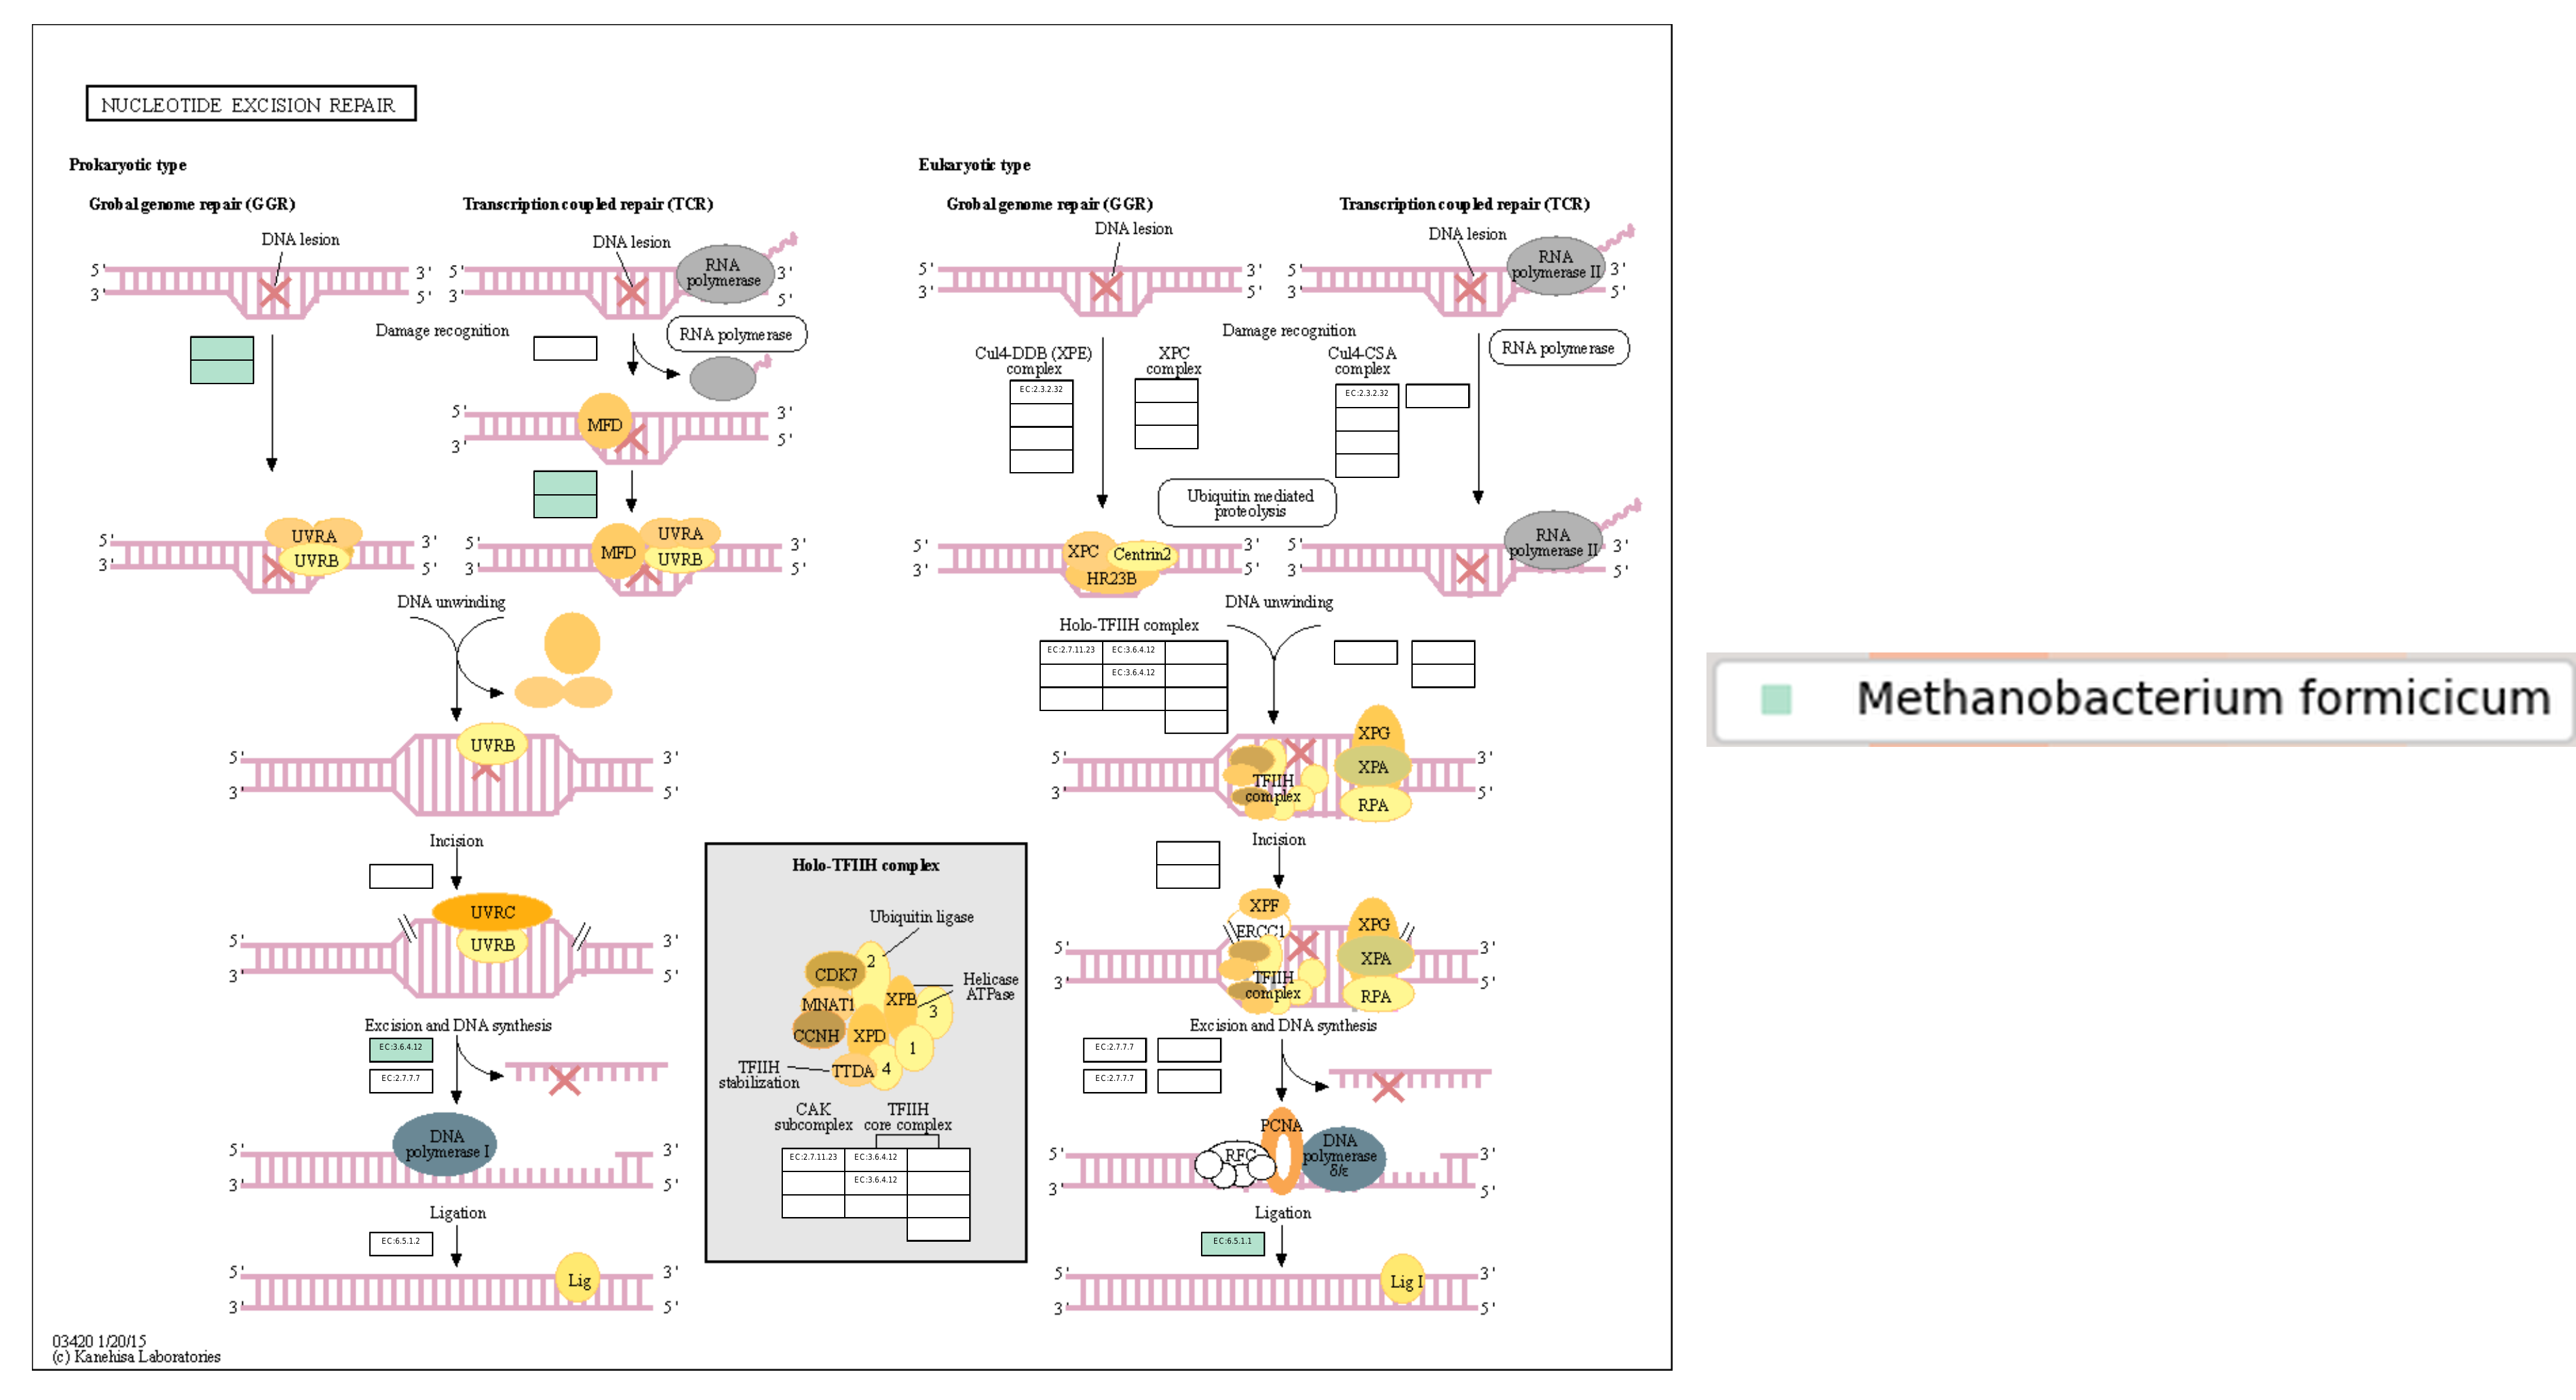 NUCLEOTIDE EXCISION REPAIR
Prokaryotic type
Grobal genome repair (GGR)
Transcription coupled repair (TCR)
DNA lesion
DNA lesion
RNA
polymerase
5'
3'
5'
3'
3'
5'
3'
5'
Damage recognition
RNA polymerase
5'
3'
MFD
3'
5'
5'
3'
UVRA
UVRB
3'
5'
5'
3'
MFD
UVRA
UVRB
3'
5'
DNA unwinding
5'
3'
UVRB
3'
5'
Incision
UVRC
5'
3'
UVRB
3'
5'
Excision and DNA synthesis
EC:3.6.4.12
EC:2.7.7.7
DNA
polymerase I
5'
3'
3'
5'
Ligation
EC:6.5.1.2
5'
3'
Lig
3'
5'
Holo-TFIIH complex
Ubiquitin ligase
CDK7
2
Helicase
ATPase
MNAT1
XPB
3
CCNH
XPD
1
TFIIH
stabilization
TTDA
4
CAK
subcomplex
TFIIH
core complex
EC:2.7.11.23
EC:3.6.4.12
EC:3.6.4.12
Eukaryotic type
Grobal genome repair (GGR)
Transcription coupled repair (TCR)
DNA lesion
DNA lesion
RNA
polymerase II
5'
3'
3'
5'
5'
3'
3'
5'
Damage recognition
RNA polymerase
Cul4-DDB (XPE)
complex
XPC
complex
Cul4-CSA
complex
EC:2.3.2.32
EC:2.3.2.32
Ubiquitin mediated
proteolysis
5'
3'
XPC
Centrin2
HR23B
3'
5'
5'
3'
RNA
polymerase II
3'
5'
DNA unwinding
Holo-TFIIH complex
EC:2.7.11.23
EC:3.6.4.12
EC:3.6.4.12
5'
3'
TFIIH
complex
XPG
XPA
RPA
3'
5'
Incision
XPF
ERCC1
5'
3'
TFIIH
complex
XPG
XPA
RPA
3'
5'
Excision and DNA synthesis
EC:2.7.7.7
EC:2.7.7.7
PCNA
RFC
DNA
polymerase
δ/ε
5'
3'
3'
5'
Ligation
EC:6.5.1.1
5'
3'
Lig I
3'
5'
Methanobacterium formicicum
03420 1/20/15
(c) Kanehisa Laboratories